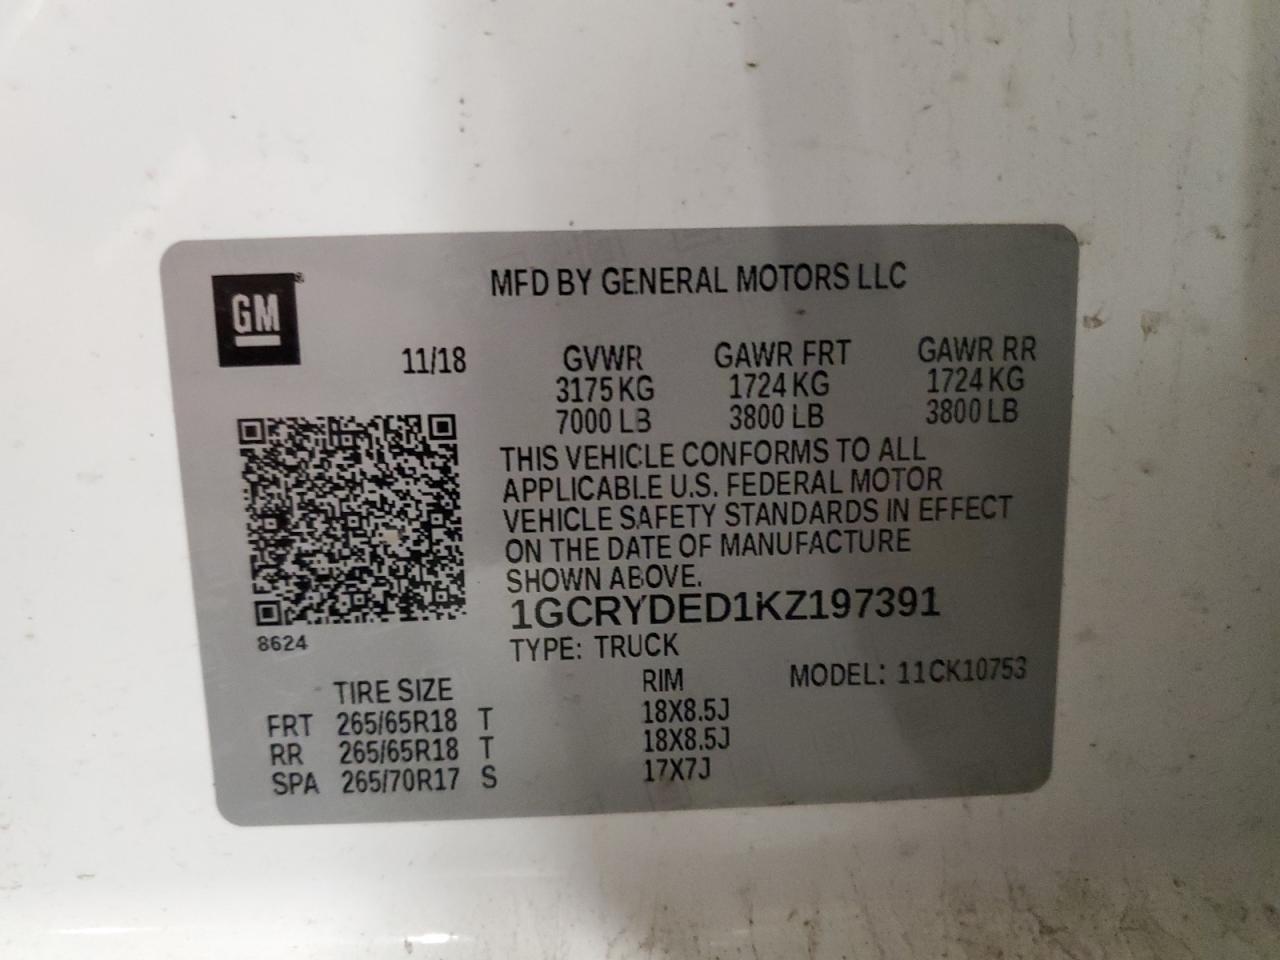 GM
MFD BY GENERAL MOTORS LLC
11/18 GVWR GAWR FRT GAWR RR
3175 KG 1724 KG 1724 KG
7000 LB 3800 LB 3800 LB
THIS VEHICLE CONFORMS TO ALL
APPLICABLE U.S. FEDERAL MOTOR
VEHICLE SAFETY STANDARDS IN EFFECT
ON THE DATE OF MANUFACTURE
SHOWN ABOVE.
1GCRYDED1KZ197391
8624
TYPE: TRUCK
MODEL: 11CK10753
TIRE SIZE RIM
FRT 265/65R18 T 18X8.5J
RR 265/65R18 T 18X8.5J
SPA 265/70R17 S 17X7J